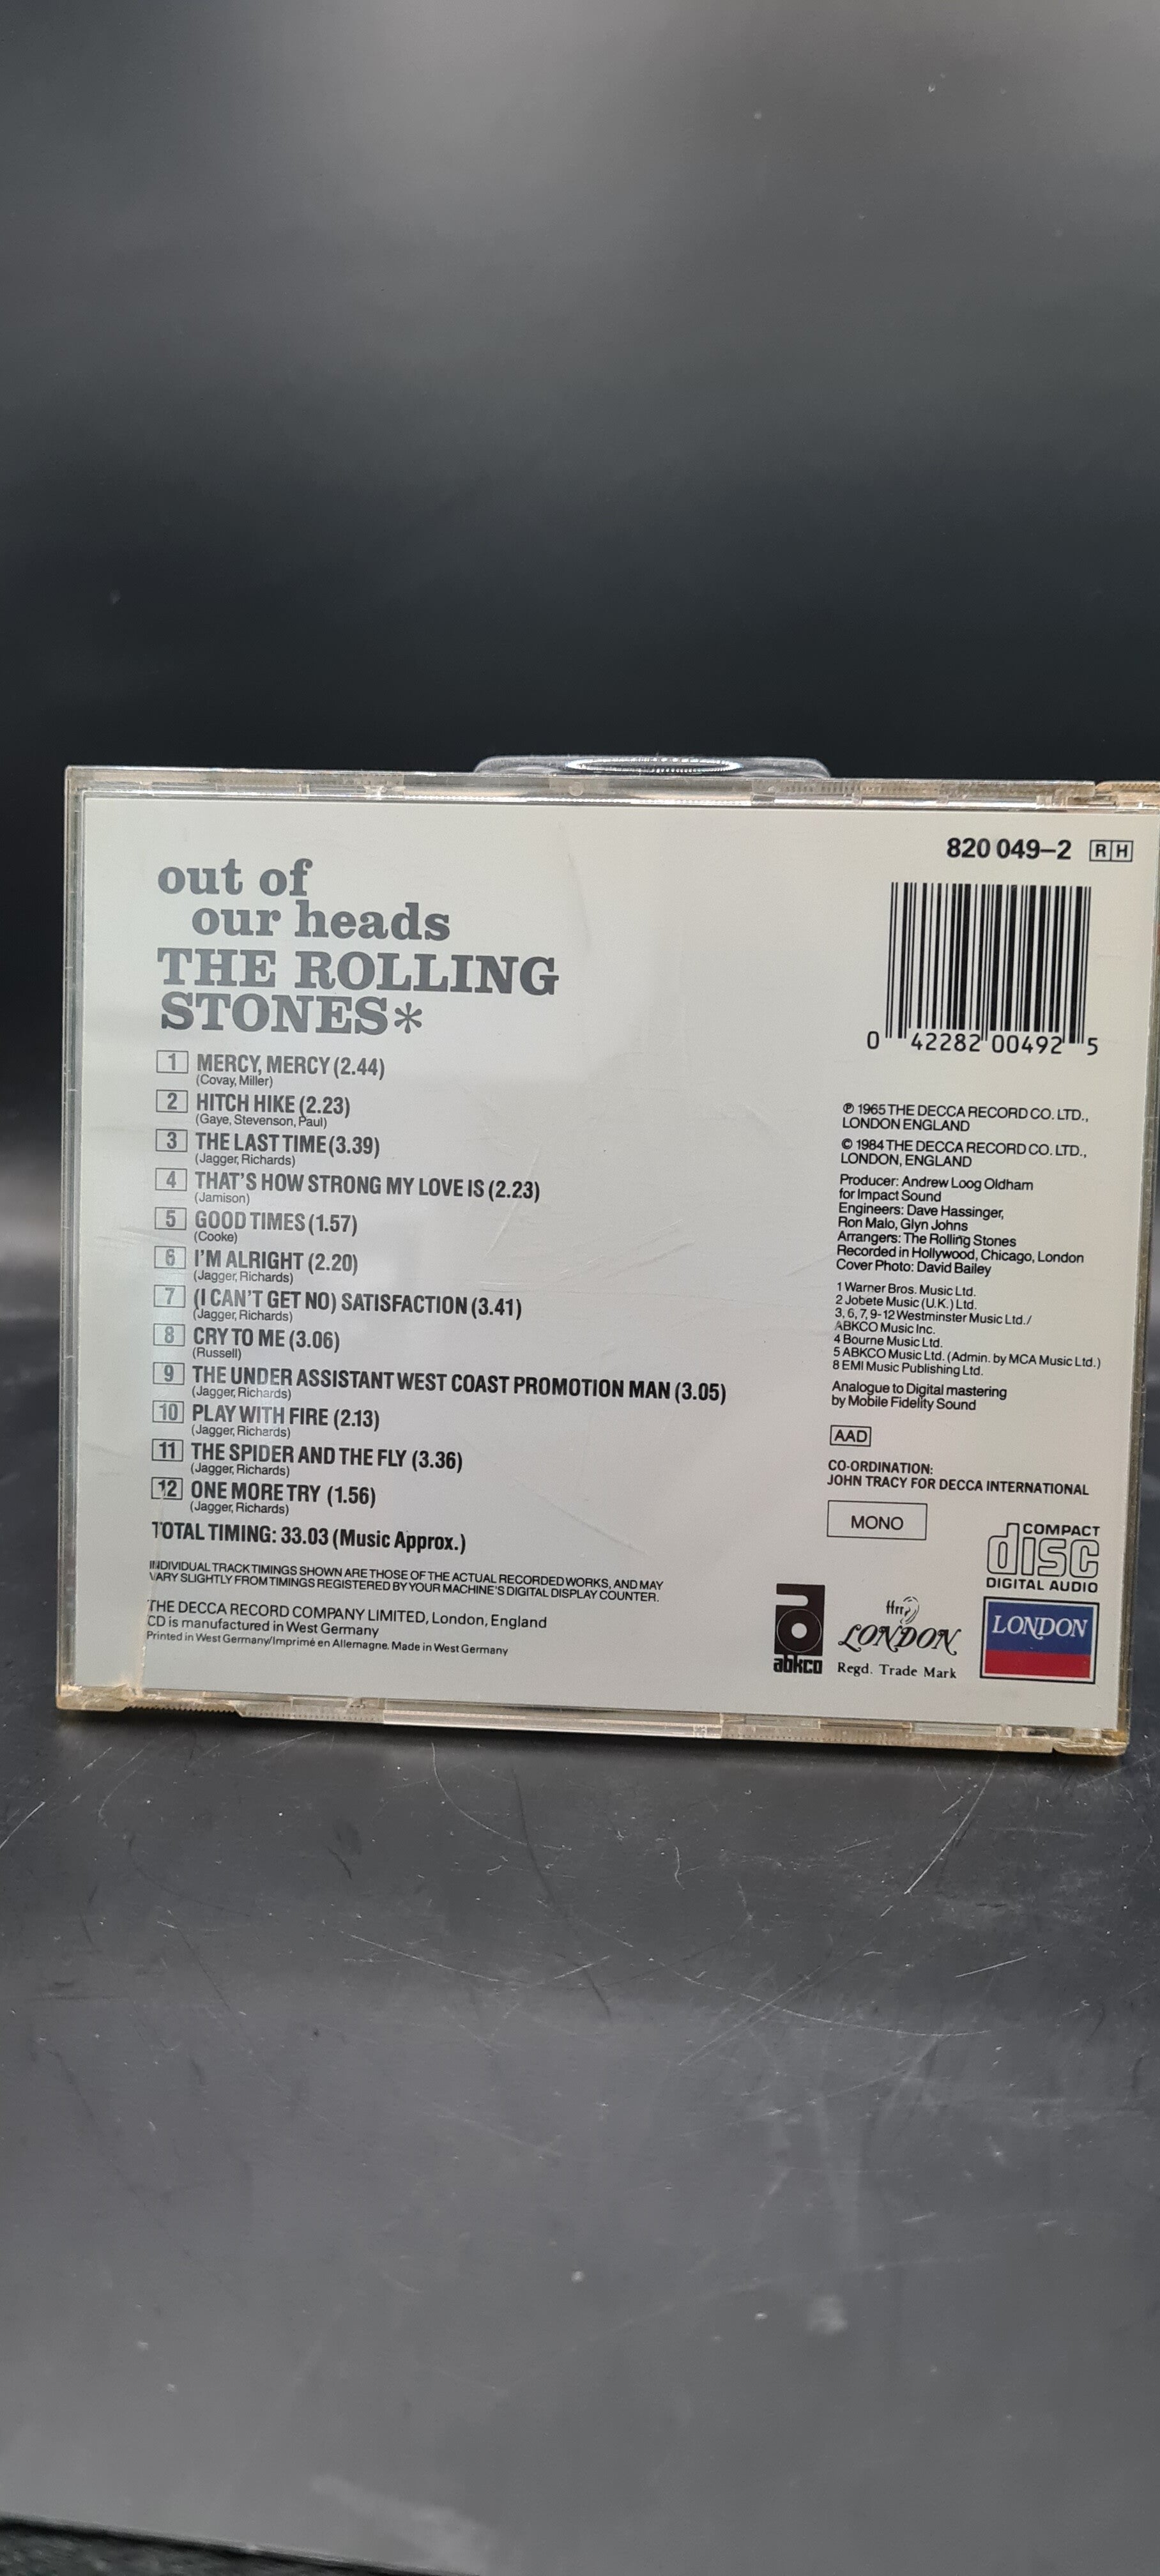 out of
our heads
THE ROLLING
STONES*
1 MERCY, MERCY (2.44)
(Covay, Miller)
2 HITCH HIKE (2.23)
(Gaye, Stevenson, Paul)
3 THE LAST TIME (3.39)
(Jagger, Richards)
4 THAT'S HOW STRONG MY LOVE IS (2.23)
(Jamison)
5 GOOD TIMES (1.57)
(Cooke)
6 I'M ALRIGHT (2.20)
(Jagger, Richards)
7 (I CAN'T GET NO) SATISFACTION (3.41)
(Jagger, Richards)
8 CRY TO ME (3.06)
(Russell)
9 THE UNDER ASSISTANT WEST COAST PROMOTION MAN (3.05)
(Jagger, Richards)
10 PLAY WITH FIRE (2.13)
(Jagger, Richards)
11 THE SPIDER AND THE FLY (3.36)
(Jagger, Richards)
12 ONE MORE TRY (1.56)
(Jagger, Richards)
TOTAL TIMING: 33.03 (Music Approx.)
INDIVIDUAL TRACK TIMINGS SHOWN ARE THOSE OF THE ACTUAL RECORDED WORKS, AND MAY
VARY SLIGHTLY FROM TIMINGS REGISTERED BY YOUR MACHINE'S DIGITAL DISPLAY COUNTER.
THE DECCA RECORD COMPANY LIMITED, London, England
CD is manufactured in West Germany
Printed in West Germany/Imprimé en Allemagne. Made in West Germany
820 049-2 RH
0 42282 00492 5
℗ 1965 THE DECCA RECORD CO. LTD.,
LONDON ENGLAND
© 1984 THE DECCA RECORD CO. LTD.,
LONDON, ENGLAND
Producer: Andrew Loog Oldham
for Impact Sound
Engineers: Dave Hassinger,
Ron Malo, Glyn Johns
Arrangers: The Rolling Stones
Recorded in Hollywood, Chicago, London
Cover Photo: David Bailey
1 Warner Bros. Music Ltd.
2 Jobete Music (U.K.) Ltd.
3, 6, 7, 9-12 Westminster Music Ltd./
ABKCO Music Inc.
4 Bourne Music Ltd.
5 ABKCO Music Ltd. (Admin. by MCA Music Ltd.)
8 EMI Music Publishing Ltd.
Analogue to Digital mastering
by Mobile Fidelity Sound
AAD
CO-ORDINATION:
JOHN TRACY FOR DECCA INTERNATIONAL
MONO
COMPACT
disc
DIGITAL AUDIO
abkco
ffrr
LONDON
Regd. Trade Mark
LONDON